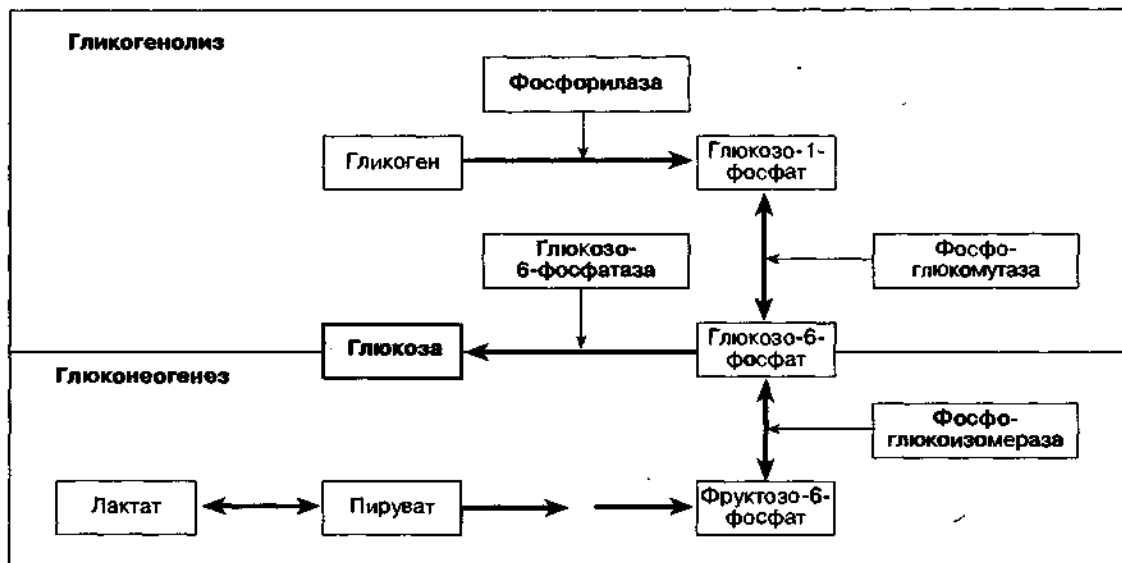 Гликогенолиз
Фосфорилаза
Гликоген
Глюкозо-1-
фосфат
Глюкозо-
6-фосфатаза
Фосфо-
глюкомутаза
Глюкоза
Глюкозо-6-
фосфат
Глюконеогенез
Фосфо-
глюкоизомераза
Лактат
Пируват
Фруктозо-6-
фосфат